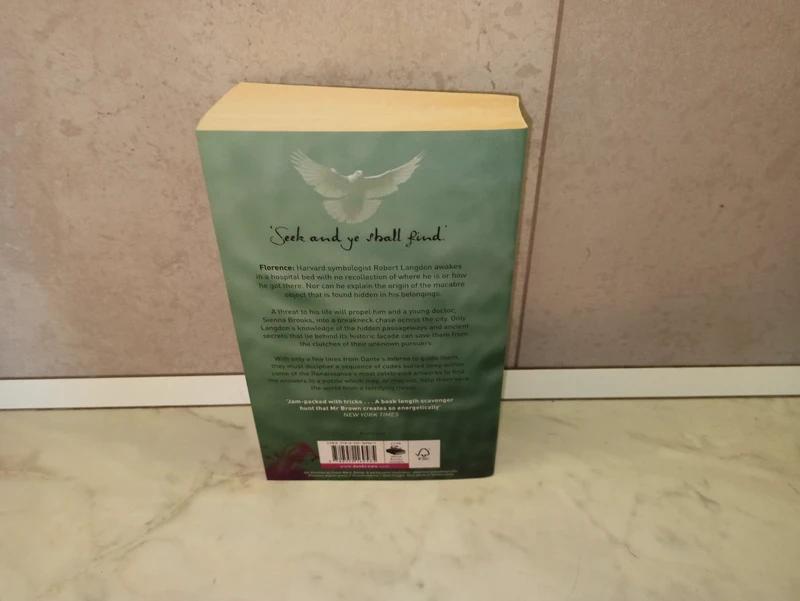 'Seek and ye shall find'
Florence: Harvard symbologist Robert Langdon awakes
in a hospital bed with no recollection of where he is or how
he got there. Nor can he explain the origin of the macabre
object that is found hidden in his belongings.
A threat to his life will propel him and a young doctor,
Sienna Brooks, into a breakneck chase across the city. Only
Langdon's knowledge of the hidden passageways and ancient
secrets that lie behind its historic facade can save them from
the clutches of their unknown pursuers.
With only a few lines from Dante's Inferno to guide them,
they must decipher a sequence of codes buried deep within
some of the Renaissance's most celebrated artworks to find
the answers to a puzzle which may, or may not, help them save
the world from a terrifying threat...
'Jam-packed with tricks . . . A book length scavenger
hunt that Mr Brown creates so energetically'
NEW YORK TIMES
www.danbrown.com
FSC